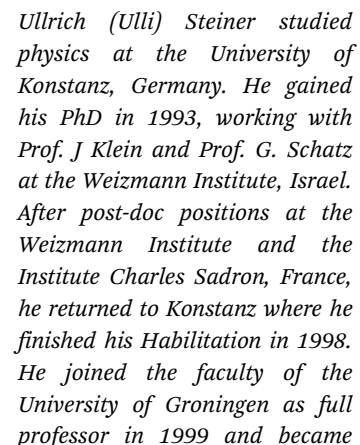 Ullrich (Ulli) Steiner studied
physics at the University of
Konstanz, Germany. He gained
his PhD in 1993, working with
Prof. J Klein and Prof. G. Schatz
at the Weizmann Institute, Israel.
After post-doc positions at the
Weizmann Institute and the
Institute Charles Sadron, France,
he returned to Konstanz where he
finished his Habilitation in 1998.
He joined the faculty of the
University of Groningen as full
professor in 1999 and became